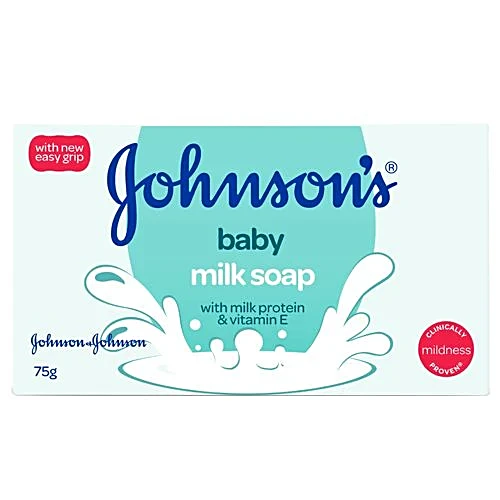 with new
easy grip
Johnson's®
baby
milk soap
with milk protein
& vitamin E
Johnson & Johnson
75g
CLINICALLY
mildness
PROVEN®